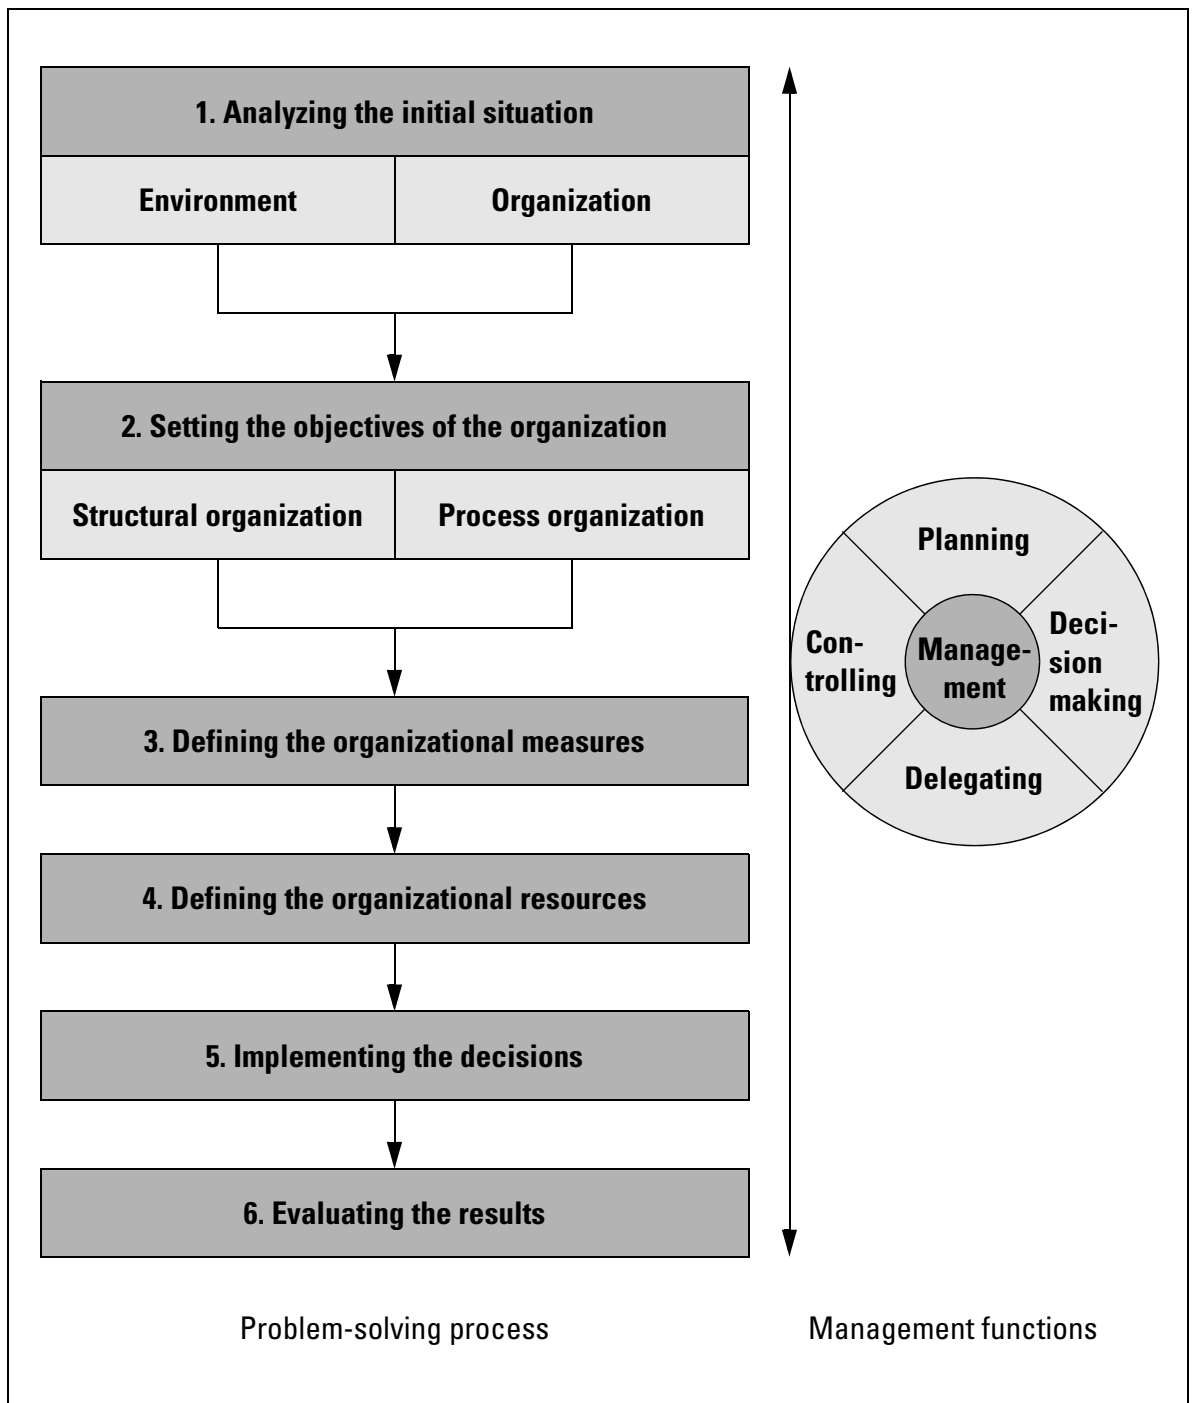 1. Analyzing the initial situation
Environment
Organization
2. Setting the objectives of the organization
Structural organization
Process organization
3. Defining the organizational measures
4. Defining the organizational resources
5. Implementing the decisions
6. Evaluating the results
Problem-solving process
Planning
Con-
trolling
Manage-
ment
Deci-
sion
making
Delegating
Management functions